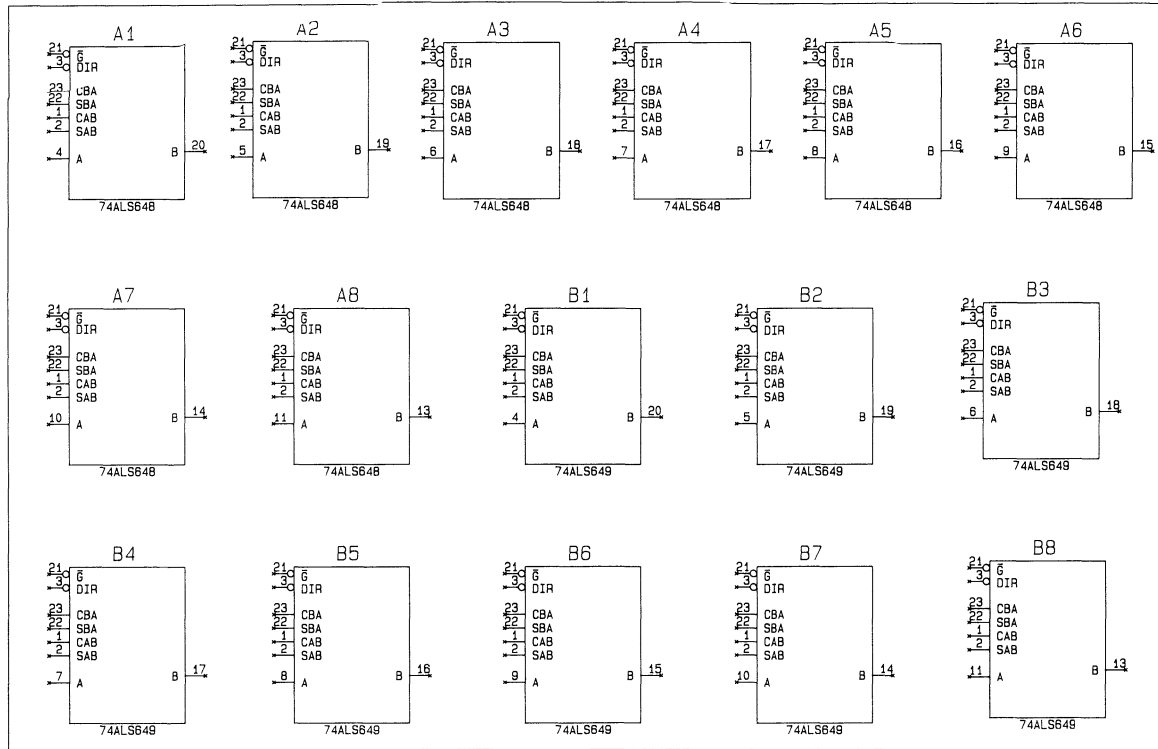 A1 A2 A3 A4 A5 A6
21 G̅ 21 G̅ 21 G̅ 21 G̅ 21 G̅ 21 G̅
3 DIR 3 DIR 3 DIR 3 DIR 3 DIR 3 DIR
23 CBA 23 CBA 23 CBA 23 CBA 23 CBA 23 CBA
22 SBA 22 SBA 22 SBA 22 SBA 22 SBA 22 SBA
1 CAB 1 CAB 1 CAB 1 CAB 1 CAB 1 CAB
2 SAB 2 SAB 2 SAB 2 SAB 2 SAB 2 SAB
4 A B 20 5 A B 19 6 A B 18 7 A B 17 8 A B 16 9 A B 15
74ALS648 74ALS648 74ALS648 74ALS648 74ALS648 74ALS648
A7 A8 B1 B2 B3
21 G̅ 21 G̅ 21 G̅ 21 G̅ 21 G̅
3 DIR 3 DIR 3 DIR 3 DIR 3 DIR
23 CBA 23 CBA 23 CBA 23 CBA 23 CBA
22 SBA 22 SBA 22 SBA 22 SBA 22 SBA
1 CAB 1 CAB 1 CAB 1 CAB 1 CAB
2 SAB 2 SAB 2 SAB 2 SAB 2 SAB
10 A B 14 11 A B 13 4 A B 20 5 A B 19 6 A B 18
74ALS648 74ALS648 74ALS649 74ALS649 74ALS649
B4 B5 B6 B7 B8
21 G̅ 21 G̅ 21 G̅ 21 G̅ 21 G̅
3 DIR 3 DIR 3 DIR 3 DIR 3 DIR
23 CBA 23 CBA 23 CBA 23 CBA 23 CBA
22 SBA 22 SBA 22 SBA 22 SBA 22 SBA
1 CAB 1 CAB 1 CAB 1 CAB 1 CAB
2 SAB 2 SAB 2 SAB 2 SAB 2 SAB
7 A B 17 8 A B 16 9 A B 15 10 A B 14 11 A B 13
74ALS649 74ALS649 74ALS649 74ALS649 74ALS649